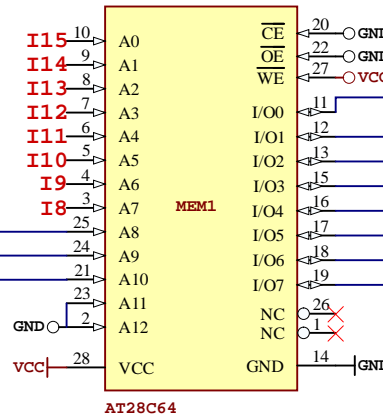 I15 10 A0 CE 20 GND
I14 9 A1 OE 22 GND
I13 8 A2 WE 27 VCC
I12 7 A3 I/O0 11
I11 6 A4 I/O1 12
I10 5 A5 I/O2 13
I9 4 A6 I/O3 15
I8 3 A7 MEM1 I/O4 16
25 A8 I/O5 17
24 A9 I/O6 18
21 A10 I/O7 19
23 A11 NC 26
GND 2 A12 NC 1
VCC 28 VCC GND 14 GND
AT28C64